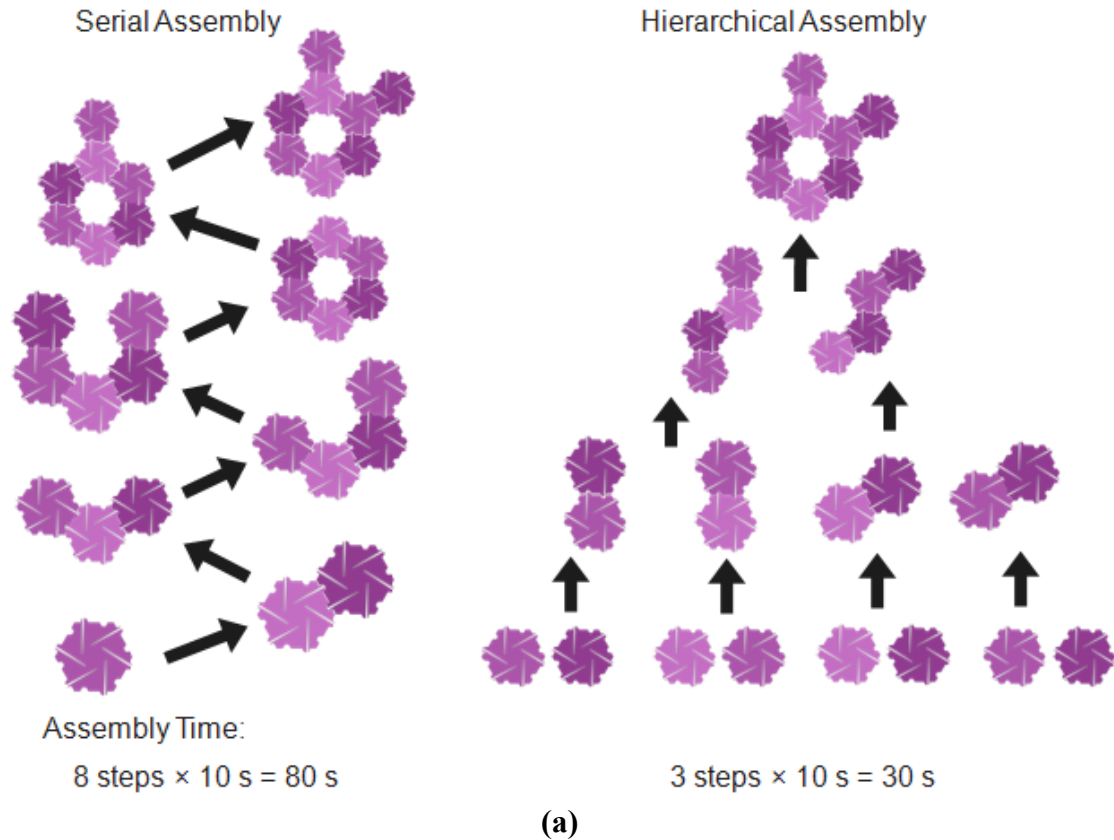 Serial Assembly
Hierarchical Assembly
Assembly Time:
8 steps × 10 s = 80 s
3 steps × 10 s = 30 s
(a)